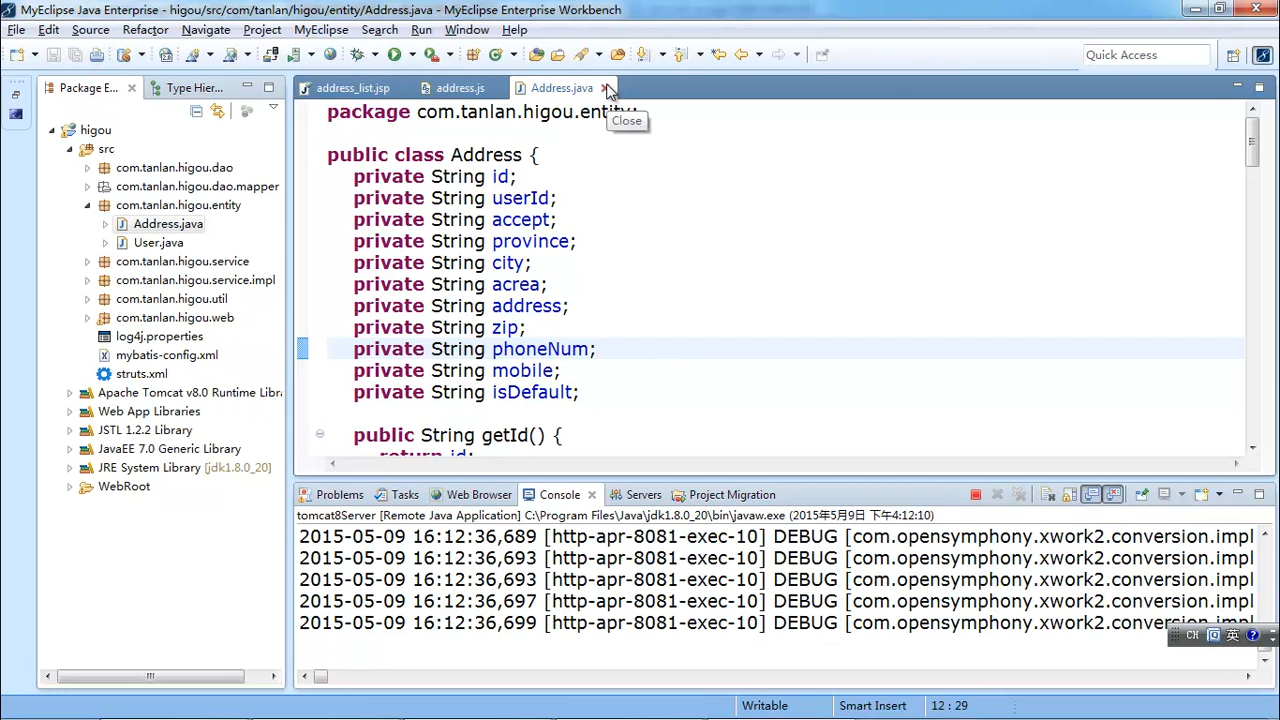 MyEclipse Java Enterprise - higou/src/com/tanlan/higou/entity/Address.java - MyEclipse Enterprise Workbench
File Edit Source Refactor Navigate Project MyEclipse Search Run Window Help
Quick Access
Package E... Type Hier...
address_list.jsp address.js Address.java
Close
higou
src
com.tanlan.higou.dao
com.tanlan.higou.dao.mapper
com.tanlan.higou.entity
Address.java
User.java
com.tanlan.higou.service
com.tanlan.higou.service.impl
com.tanlan.higou.util
com.tanlan.higou.web
log4j.properties
mybatis-config.xml
struts.xml
Apache Tomcat v8.0 Runtime Libra
Web App Libraries
JSTL 1.2.2 Library
JavaEE 7.0 Generic Library
JRE System Library [jdk1.8.0_20]
WebRoot
package com.tanlan.higou.entity;
public class Address {
private String id;
private String userId;
private String accept;
private String province;
private String city;
private String acrea;
private String address;
private String zip;
private String phoneNum;
private String mobile;
private String isDefault;
public String getId() {
return id;
Problems Tasks Web Browser Console Servers Project Migration
tomcat8Server [Remote Java Application] C:\Program Files\Java\jdk1.8.0_20\bin\javaw.exe (2015年5月9日 下午4:12:10)
2015-05-09 16:12:36,689 [http-apr-8081-exec-10] DEBUG [com.opensymphony.xwork2.conversion.impl
2015-05-09 16:12:36,693 [http-apr-8081-exec-10] DEBUG [com.opensymphony.xwork2.conversion.impl
2015-05-09 16:12:36,693 [http-apr-8081-exec-10] DEBUG [com.opensymphony.xwork2.conversion.impl
2015-05-09 16:12:36,697 [http-apr-8081-exec-10] DEBUG [com.opensymphony.xwork2.conversion.impl
2015-05-09 16:12:36,699 [http-apr-8081-exec-10] DEBUG [com.opensymphony.xwork2.conversion.impl
CH 英
Writable Smart Insert 12 : 29